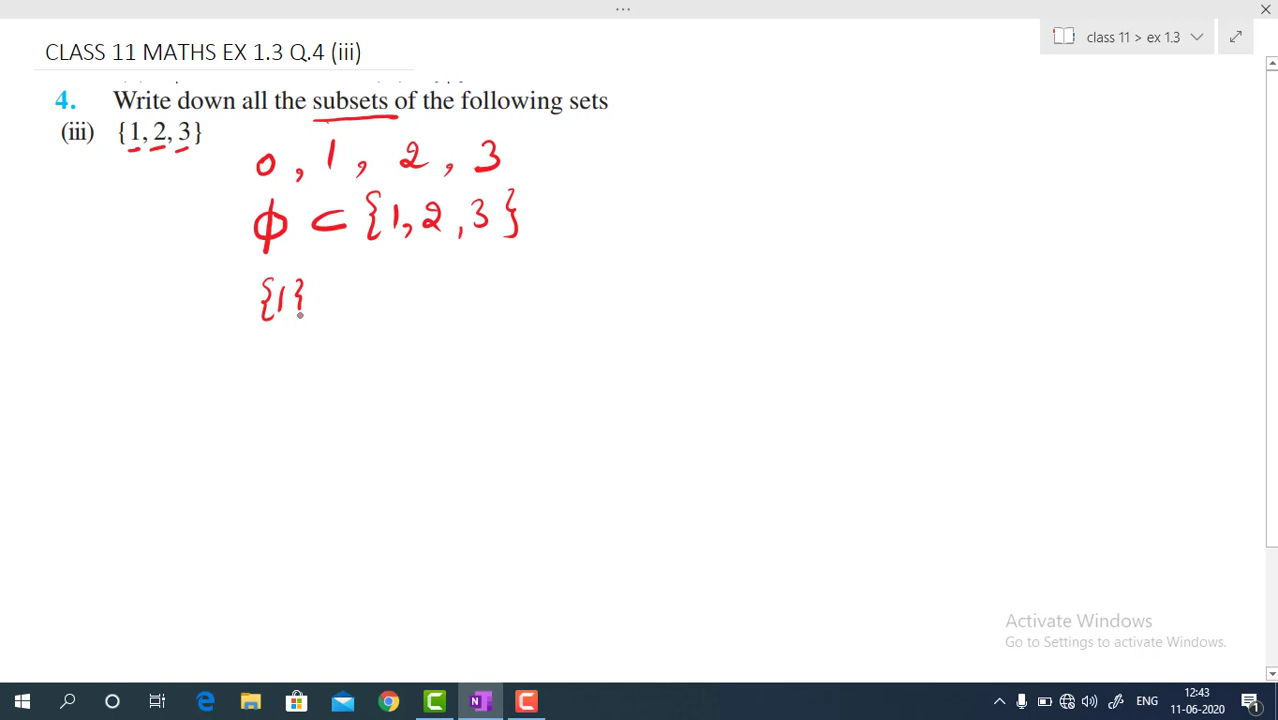 CLASS 11 MATHS EX 1.3 Q.4 (iii)
class 11 > ex 1.3
4. Write down all the subsets of the following sets
(iii) {1, 2, 3}
0, 1, 2, 3
ϕ ⊂ {1, 2, 3}
{1}
Activate Windows
Go to Settings to activate Windows.
ENG
12:43
11-06-2020
1